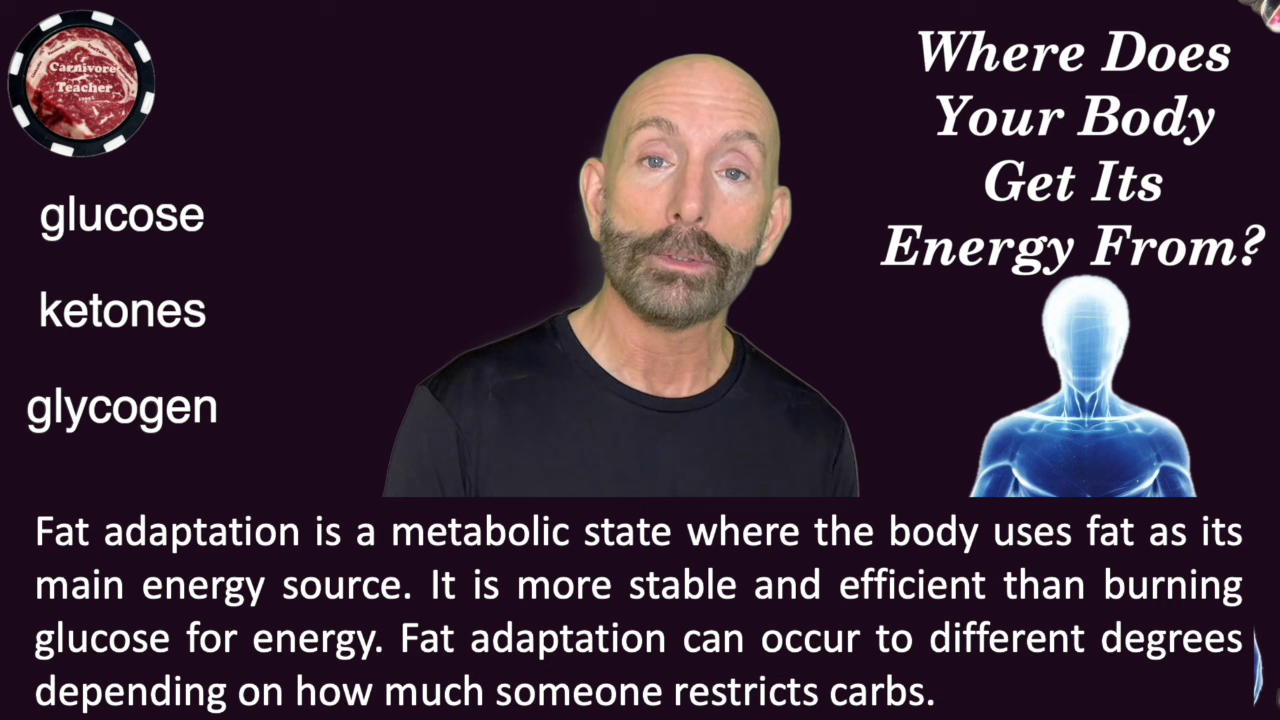 Carnivore
Teacher
Where Does
Your Body
Get Its
Energy From?
glucose
ketones
glycogen
Fat adaptation is a metabolic state where the body uses fat as its
main energy source. It is more stable and efficient than burning
glucose for energy. Fat adaptation can occur to different degrees
depending on how much someone restricts carbs.